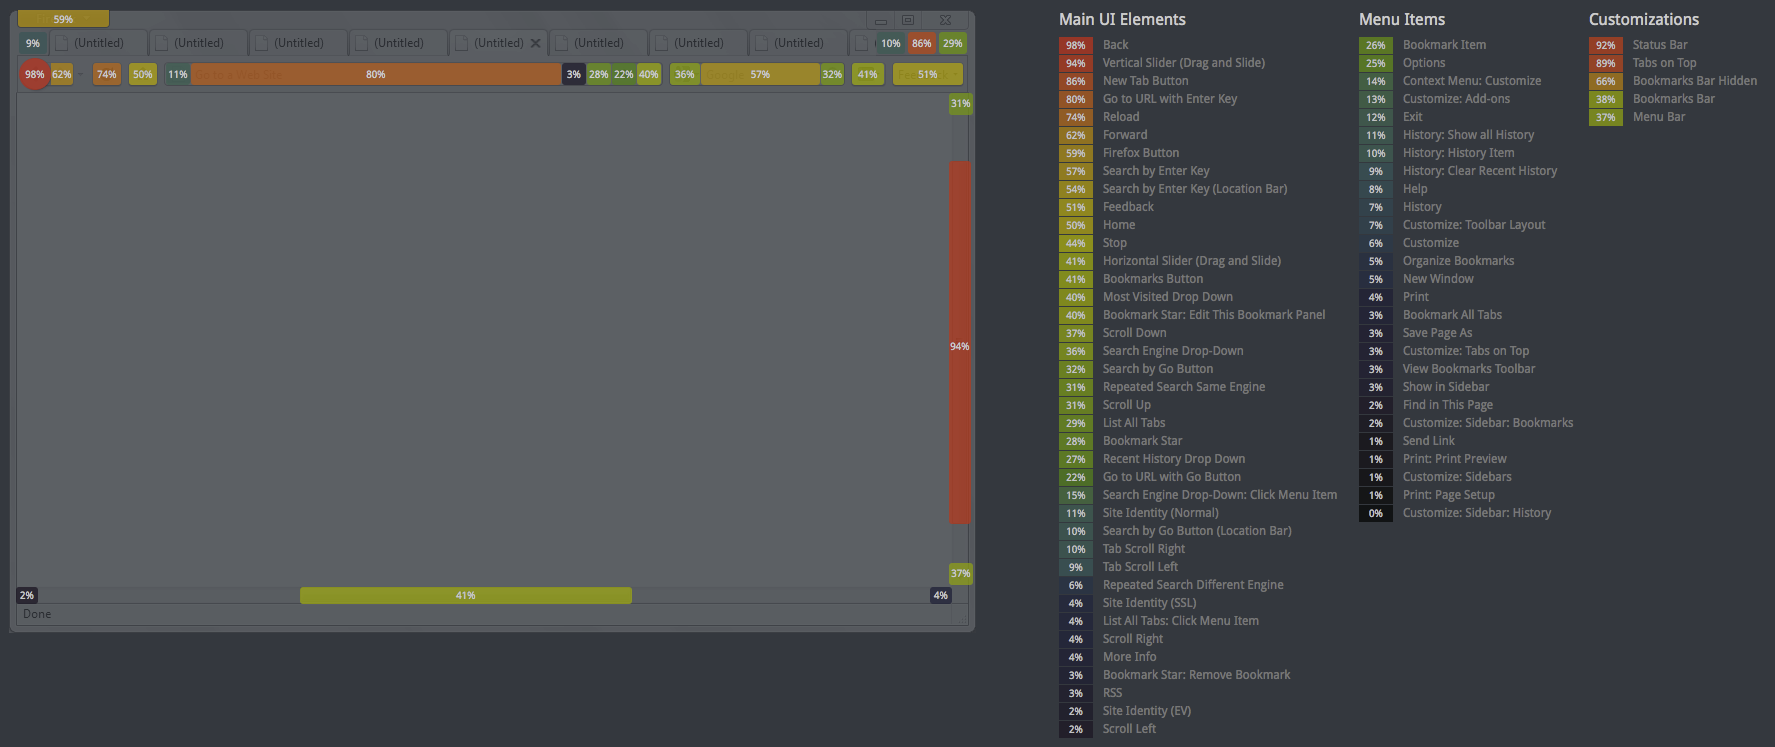 59%
9%
(Untitled)
(Untitled)
(Untitled)
(Untitled)
(Untitled)
(Untitled)
(Untitled)
(Untitled)
10%
86%
29%
98%
62%
74%
50%
11%
Go to a Web Site
80%
3%
28%
22%
40%
36%
57%
32%
41%
51%
31%
94%
37%
2%
41%
4%
Done
Main UI Elements
98% Back
94% Vertical Slider (Drag and Slide)
86% New Tab Button
80% Go to URL with Enter Key
74% Reload
62% Forward
59% Firefox Button
57% Search by Enter Key
54% Search by Enter Key (Location Bar)
51% Feedback
50% Home
44% Stop
41% Horizontal Slider (Drag and Slide)
41% Bookmarks Button
40% Most Visited Drop Down
40% Bookmark Star: Edit This Bookmark Panel
37% Scroll Down
36% Search Engine Drop-Down
32% Search by Go Button
31% Repeated Search Same Engine
31% Scroll Up
29% List All Tabs
28% Bookmark Star
27% Recent History Drop Down
22% Go to URL with Go Button
15% Search Engine Drop-Down: Click Menu Item
11% Site Identity (Normal)
10% Search by Go Button (Location Bar)
10% Tab Scroll Right
9% Tab Scroll Left
6% Repeated Search Different Engine
4% Site Identity (SSL)
4% List All Tabs: Click Menu Item
4% Scroll Right
4% More Info
3% Bookmark Star: Remove Bookmark
3% RSS
2% Site Identity (EV)
2% Scroll Left
Menu Items
26% Bookmark Item
25% Options
14% Context Menu: Customize
13% Customize: Add-ons
12% Exit
11% History: Show all History
10% History: History Item
9% History: Clear Recent History
8% Help
7% History
7% Customize: Toolbar Layout
6% Customize
5% Organize Bookmarks
5% New Window
4% Print
3% Bookmark All Tabs
3% Save Page As
3% Customize: Tabs on Top
3% View Bookmarks Toolbar
3% Show in Sidebar
2% Find in This Page
2% Customize: Sidebar: Bookmarks
1% Send Link
1% Print: Print Preview
1% Customize: Sidebars
1% Print: Page Setup
0% Customize: Sidebar: History
Customizations
92% Status Bar
89% Tabs on Top
66% Bookmarks Bar Hidden
38% Bookmarks Bar
37% Menu Bar